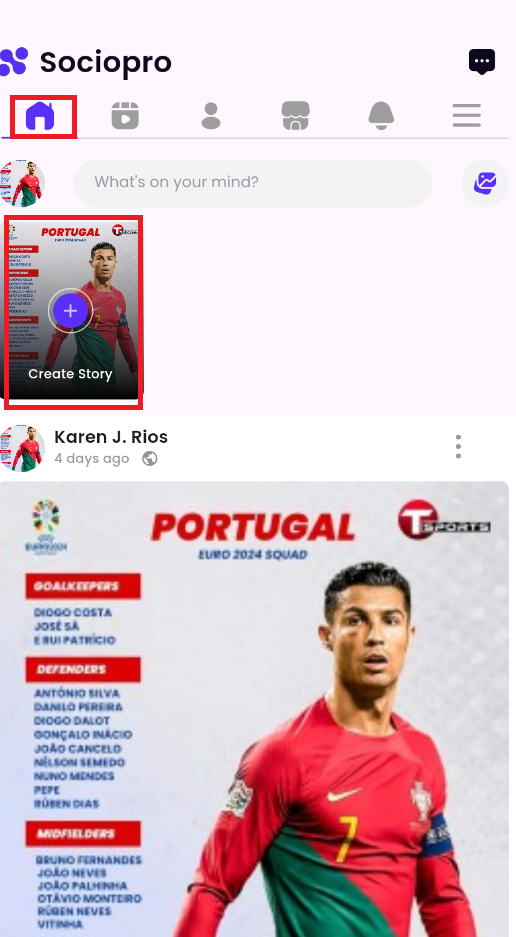 Sociopro
What's on your mind?
PORTUGAL
EURO 2024 SQUAD
T SPORTS
Create Story
Karen J. Rios
4 days ago
EURO2024
PORTUGAL
EURO 2024 SQUAD
T SPORTS
GOALKEEPERS
DIOGO COSTA
JOSÉ SÁ
E RUI PATRÍCIO
DEFENDERS
ANTÓNIO SILVA
DANILO PEREIRA
DIOGO DALOT
GONÇALO INÁCIO
JOÃO CANCELO
NÉLSON SEMEDO
NUNO MENDES
PEPE
RÚBEN DIAS
MIDFIELDERS
BRUNO FERNANDES
JOÃO NEVES
JOÃO PALHINHA
OTÁVIO MONTEIRO
RÚBEN NEVES
VITINHA
7